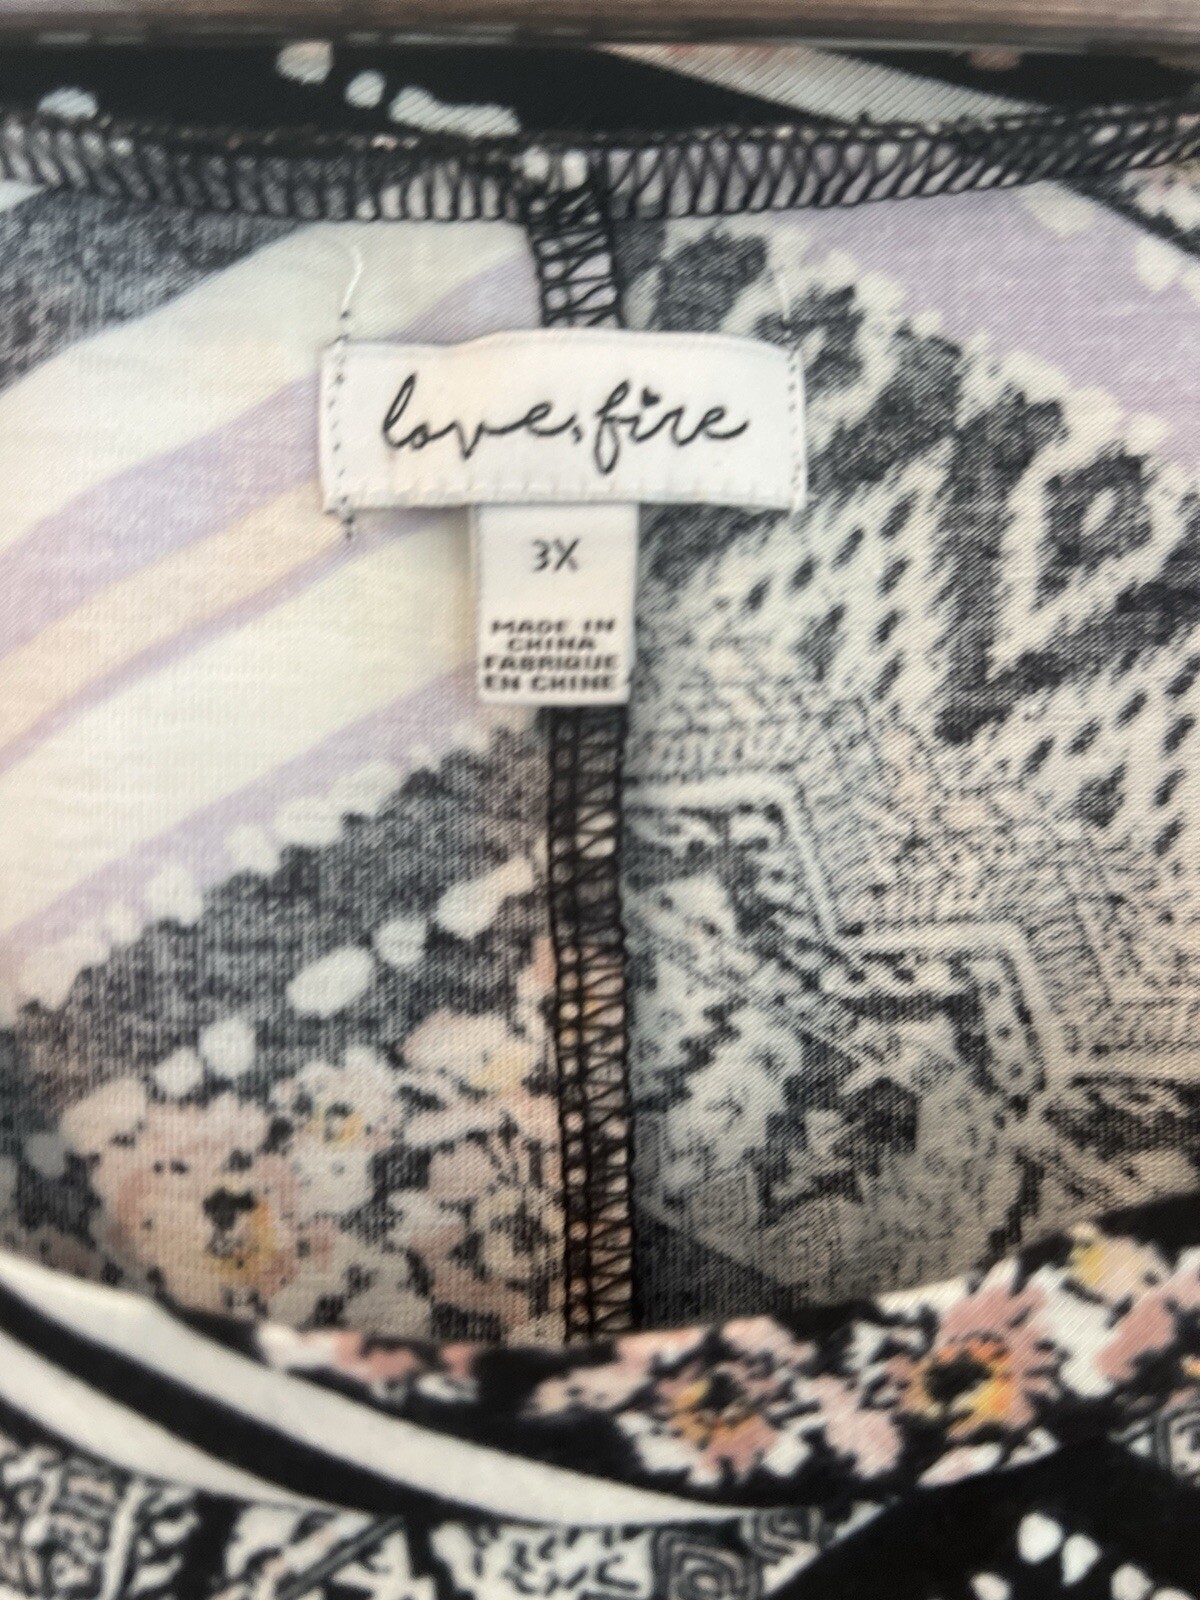 love, fire
3X
MADE IN
CHINA
FABRIQUE
EN CHINE